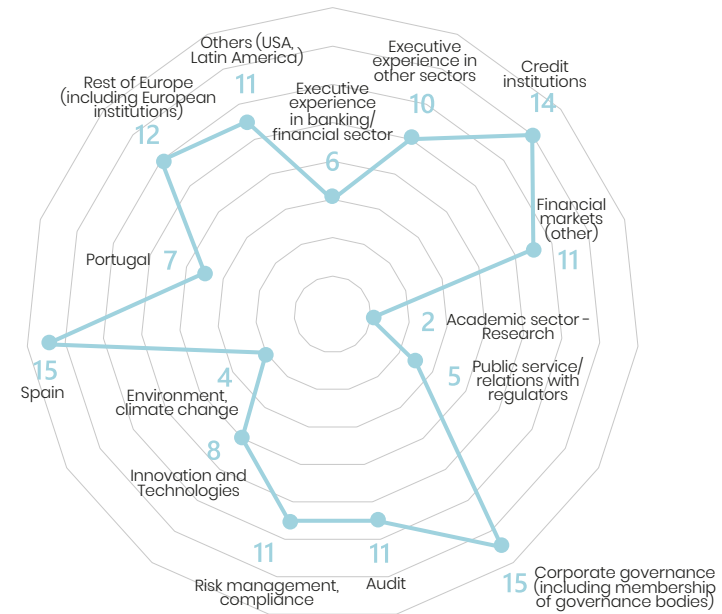 Executive
experience
in banking/
financial sector
6
Executive
experience in
other sectors
10
Credit
institutions
14
Financial
markets
(other)
11
2
Academic sector -
Research
5
Public service/
relations with
regulators
15
Corporate governance
(including membership
of governance bodies)
11
Audit
11
Risk management,
compliance
8
Innovation and
Technologies
4
Environment,
climate change
15
Spain
Portugal
7
Rest of Europe
(including European
institutions)
12
Others (USA,
Latin America)
11